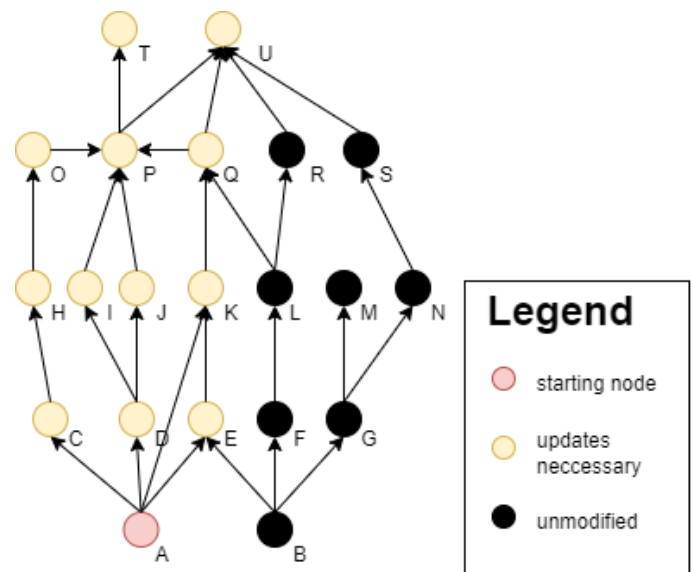 T U
O P Q R S
H I J K L M N
C D E F G
A B
Legend
starting node
updates
neccessary
unmodified